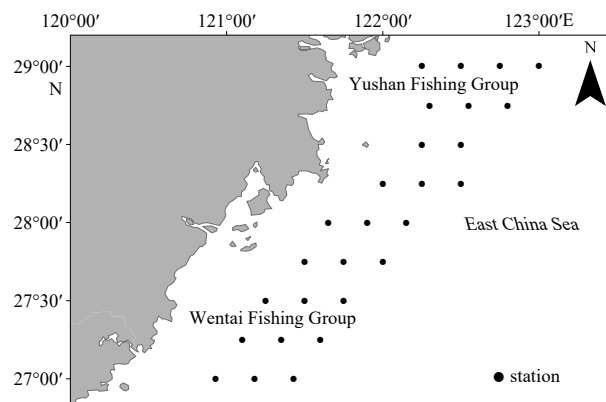 120°00′ 121°00′ 122°00′ 123°00′E
29°00′
N
28°30′
28°00′
27°30′
27°00′
N
Yushan Fishing Group
East China Sea
Wentai Fishing Group
station